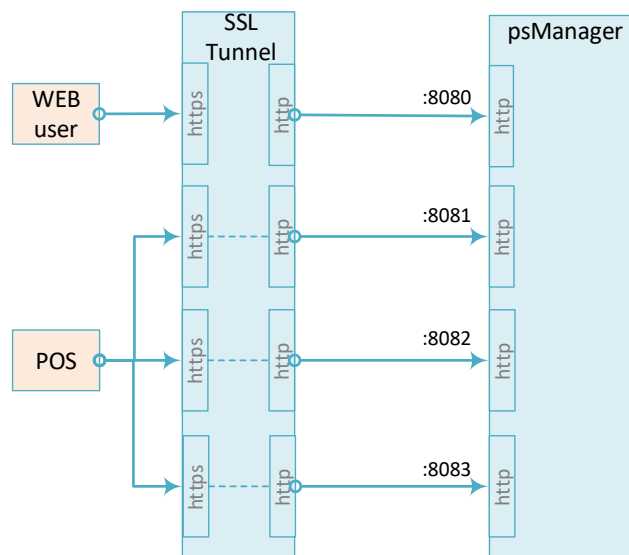 SSL
Tunnel
psManager
WEB
user
https
http
:8080
http
https
http
:8081
http
POS
https
http
:8082
http
https
http
:8083
http